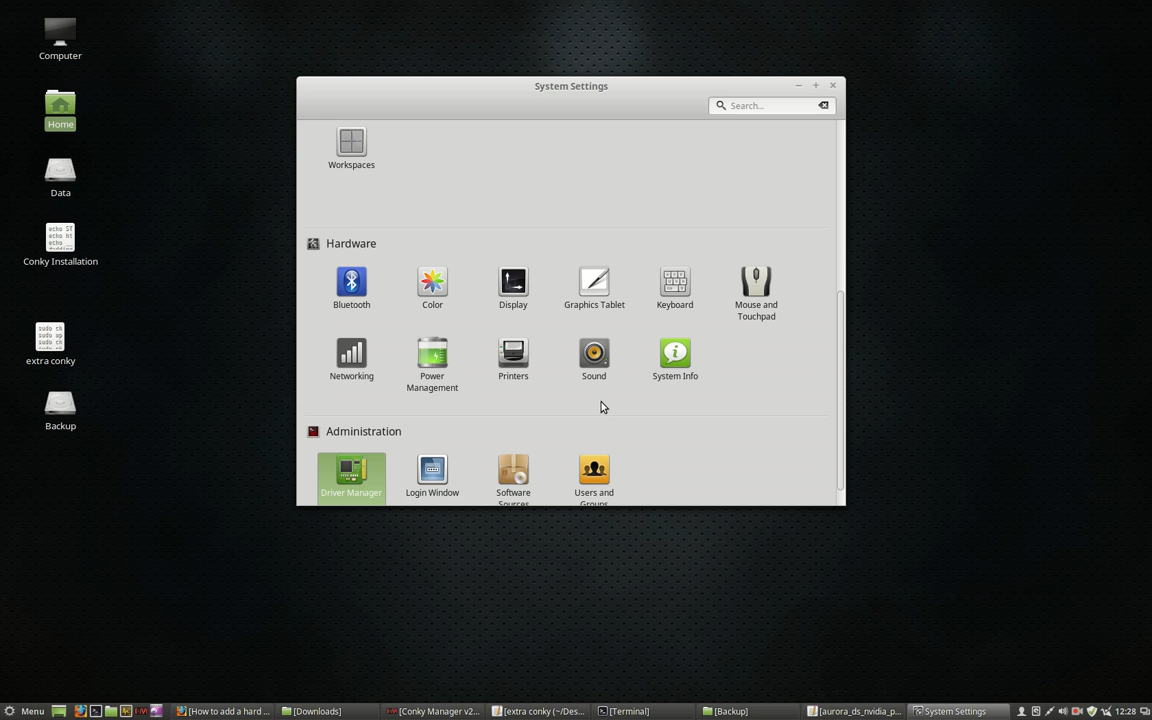 System Settings
Search...
Computer
Home
Data
Conky Installation
extra conky
Backup
Workspaces
Hardware
Bluetooth
Color
Display
Graphics Tablet
Keyboard
Mouse and
Touchpad
Networking
Power
Management
Printers
Sound
System Info
Administration
Driver Manager
Login Window
Software
Sources
Users and
Groups
Menu
[How to add a hard ...
[Downloads]
[Conky Manager v2...
[extra conky (~/Des...
[Terminal]
[Backup]
[aurora_ds_nvidia_p...
System Settings
12:28